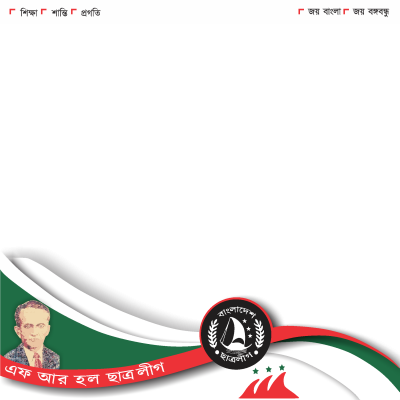 শিক্ষা শান্তি প্রগতি
জয় বাংলা জয় বঙ্গবন্ধু
বাংলাদেশ
ছাত্রলীগ
এফ আর হল ছাত্রলীগ